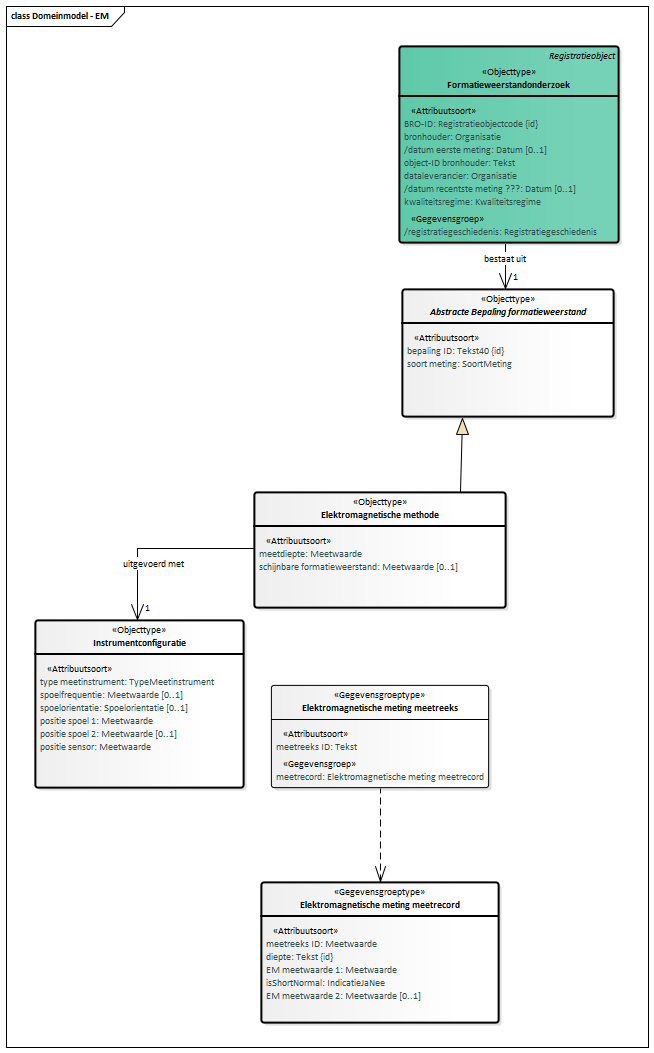 class Domeinmodel - EM
Registratieobject
«Objecttype»
Formatieweerstandonderzoek
«Attribuutsoort»
BRO-ID: Registratieobjectcode {id}
bronhouder: Organisatie
/datum eerste meting: Datum [0..1]
object-ID bronhouder: Tekst
dataleverancier: Organisatie
/datum recentste meting ???: Datum [0..1]
kwaliteitsregime: Kwaliteitsregime
«Gegevensgroep»
/registratiegeschiedenis: Registratiegeschiedenis
bestaat uit
1
«Objecttype»
Abstracte Bepaling formatieweerstand
«Attribuutsoort»
bepaling ID: Tekst40 {id}
soort meting: SoortMeting
«Objecttype»
Elektromagnetische methode
«Attribuutsoort»
meetdiepte: Meetwaarde
schijnbare formatieweerstand: Meetwaarde [0..1]
uitgevoerd met
1
«Objecttype»
Instrumentconfiguratie
«Attribuutsoort»
type meetinstrument: TypeMeetinstrument
spoelfrequentie: Meetwaarde [0..1]
spoelorientatie: Spoelorientatie [0..1]
positie spoel 1: Meetwaarde
positie spoel 2: Meetwaarde [0..1]
positie sensor: Meetwaarde
«Gegevensgroeptype»
Elektromagnetische meting meetreeks
«Attribuutsoort»
meetreeks ID: Tekst
«Gegevensgroep»
meetrecord: Elektromagnetische meting meetrecord
«Gegevensgroeptype»
Elektromagnetische meting meetrecord
«Attribuutsoort»
meetreeks ID: Meetwaarde
diepte: Tekst {id}
EM meetwaarde 1: Meetwaarde
isShortNormal: IndicatieJaNee
EM meetwaarde 2: Meetwaarde [0..1]